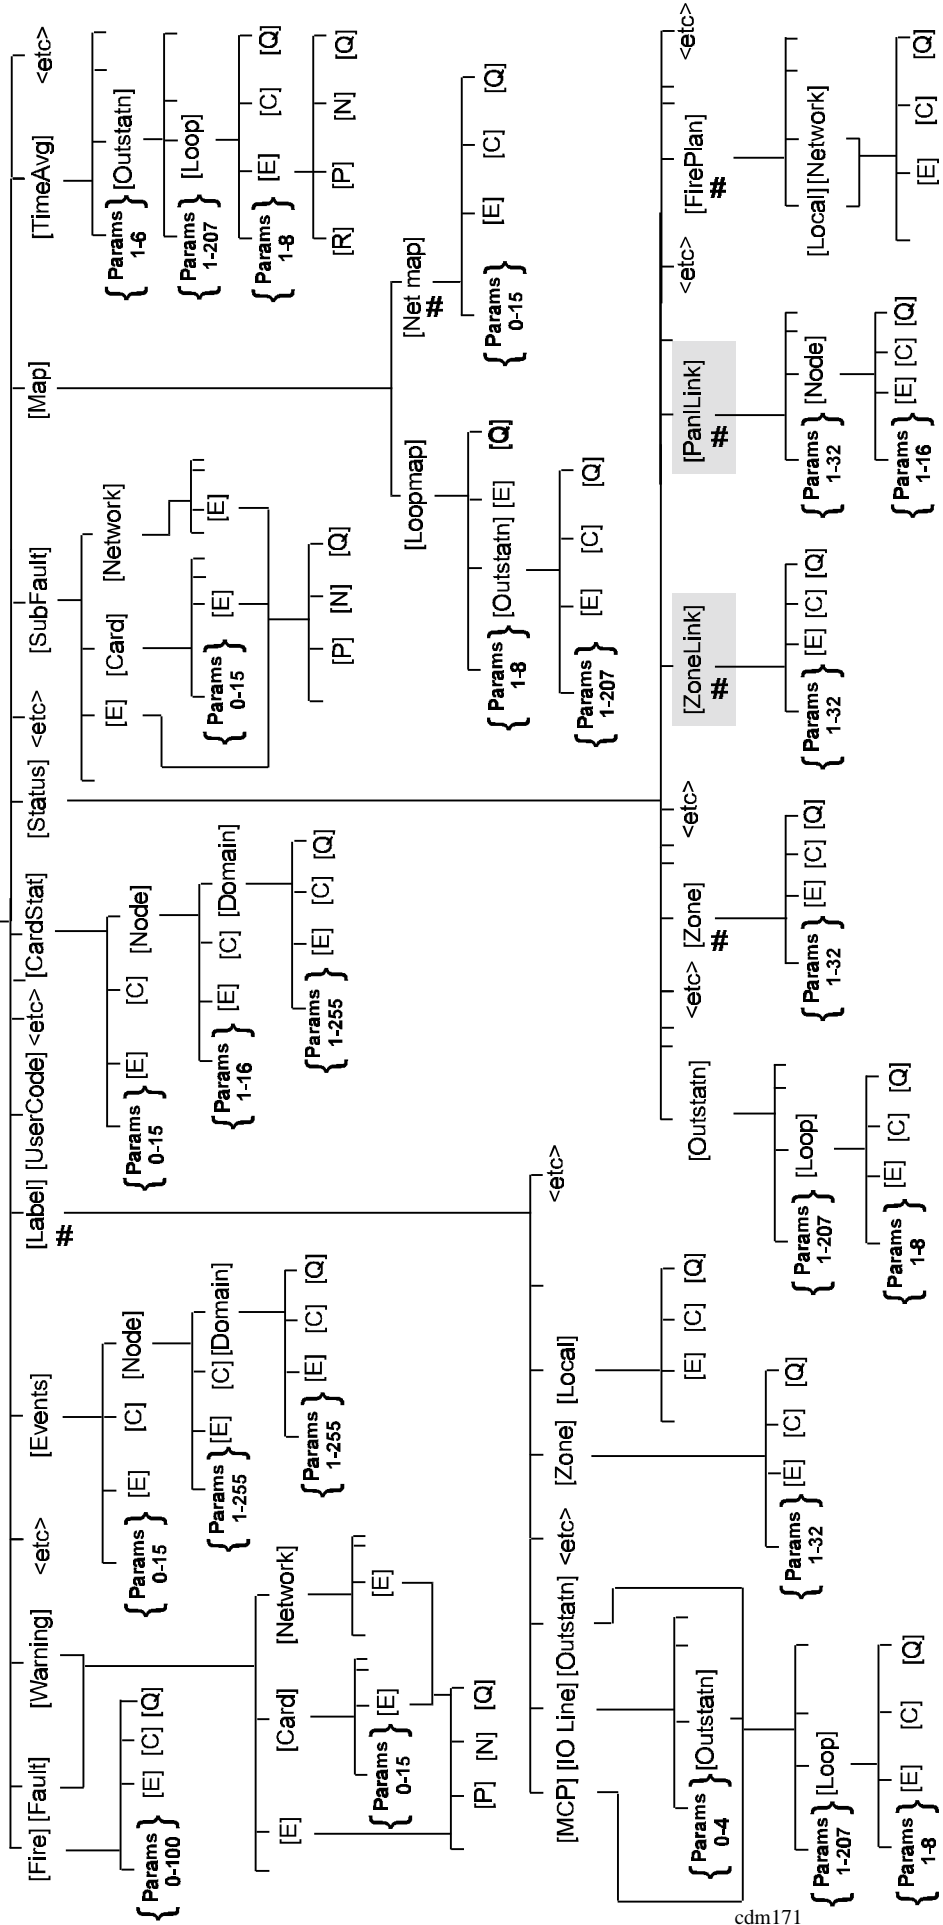 [Fire] [Fault] [Warning] <etc> [Events] [Label] [UserCode] <etc> [CardStat] [Status] <etc> [SubFault] [Map] [TimeAvg] <etc>
#
{Params 0-100} [E] [C] [Q]
[E] [Card] [Network]
{Params 0-15} [E] [E]
[P] [N] [Q]
{Params 0-15} [E] [C] [Node]
{Params 1-255} [E] [C] [Domain]
{Params 1-255} [E] [C] [Q]
{Params 0-15} [E] [C] [Node]
{Params 1-16} [E] [C] [Domain]
{Params 1-255} [E] [C] [Q]
[E] [Card] [Network]
{Params 0-15} [E] [E]
[P] [N] [Q]
[Loopmap] [Net map]
#
{Params 1-8} [Outstatn] [E] [Q]
{Params 1-207} [E] [C] [Q]
{Params 0-15} [E] [C] [Q]
{Params 1-6} [Outstatn]
{Params 1-207} [Loop]
{Params 1-8} [E] [C] [Q]
[R] [P] [N] [Q]
[MCP] [IO Line] [Outstatn] <etc> [Zone] [Local] <etc>
{Params 0-4} [Outstatn]
{Params 1-207} [Loop]
{Params 1-8} [E] [C] [Q]
{Params 1-32} [E] [C] [Q]
[E] [C] [Q]
[Outstatn] <etc> [Zone] <etc> [ZoneLink] [PanlLink] <etc> [FirePlan] <etc>
# # # #
{Params 1-207} [Loop]
{Params 1-8} [E] [C] [Q]
{Params 1-32} [E] [C] [Q]
{Params 1-32} [E] [C] [Q]
{Params 1-32} [Node]
{Params 1-16} [E] [C] [Q]
[Local] [Network]
[E] [C] [Q]
cdm171